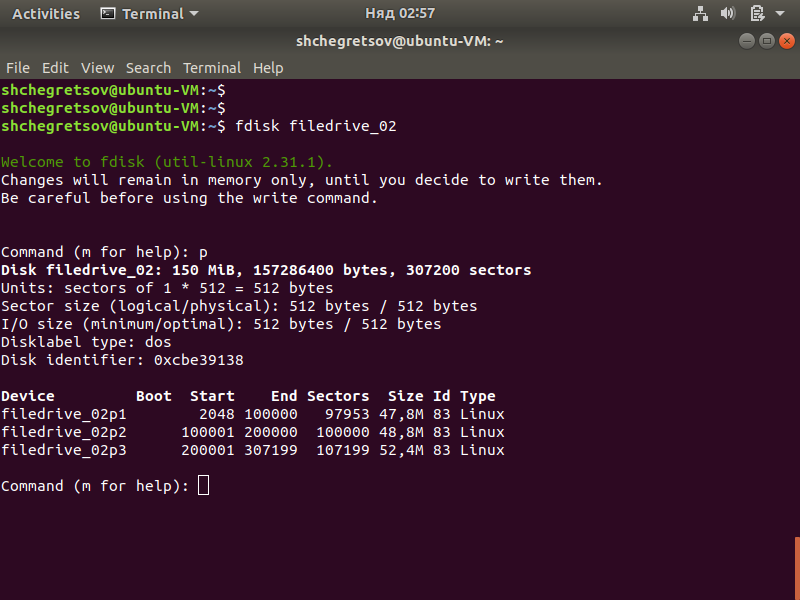 Activities Terminal Няд 02:57
shchegretsov@ubuntu-VM: ~
File Edit View Search Terminal Help
shchegretsov@ubuntu-VM:~$
shchegretsov@ubuntu-VM:~$
shchegretsov@ubuntu-VM:~$ fdisk filedrive_02
Welcome to fdisk (util-linux 2.31.1).
Changes will remain in memory only, until you decide to write them.
Be careful before using the write command.
Command (m for help): p
Disk filedrive_02: 150 MiB, 157286400 bytes, 307200 sectors
Units: sectors of 1 * 512 = 512 bytes
Sector size (logical/physical): 512 bytes / 512 bytes
I/O size (minimum/optimal): 512 bytes / 512 bytes
Disklabel type: dos
Disk identifier: 0xcbe39138
Device Boot Start End Sectors Size Id Type
filedrive_02p1 2048 100000 97953 47,8M 83 Linux
filedrive_02p2 100001 200000 100000 48,8M 83 Linux
filedrive_02p3 200001 307199 107199 52,4M 83 Linux
Command (m for help):